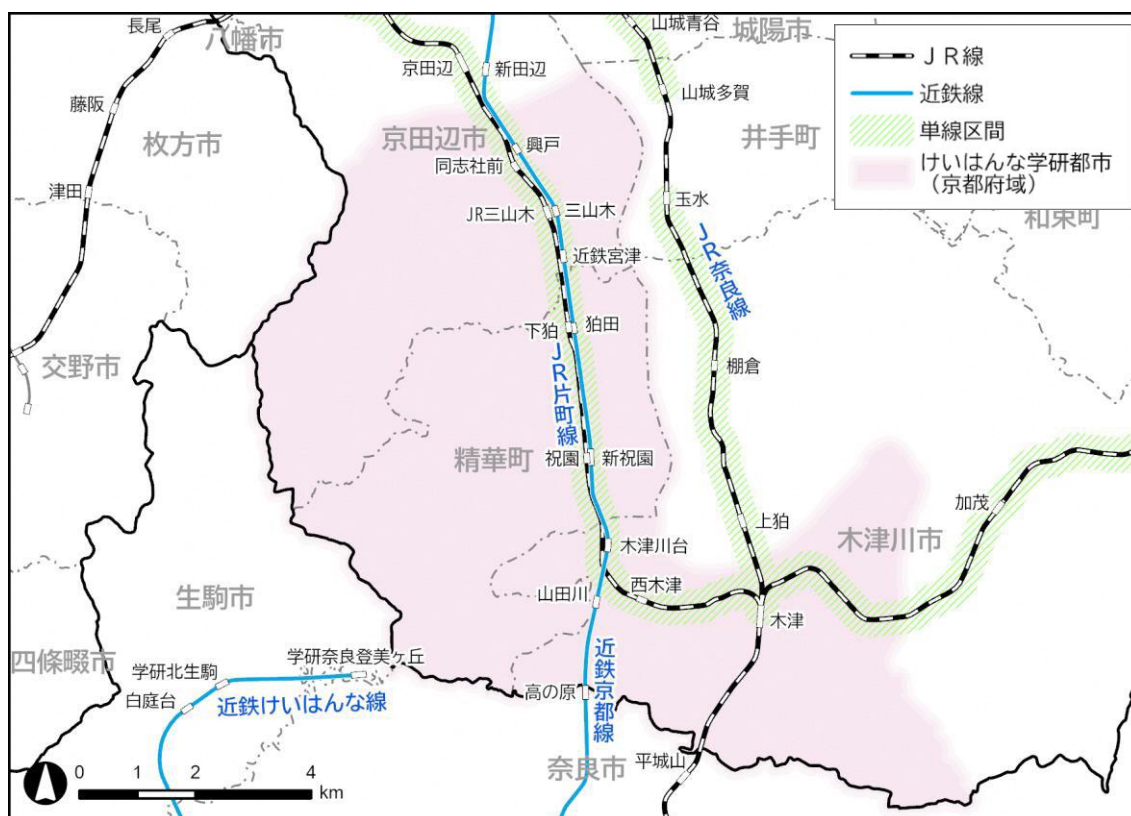 長尾
八幡市
山城青谷
城陽市
京田辺
新田辺
藤阪
山城多賀
枚方市
京田辺市
井手町
興戸
同志社前
津田
玉水
JR三山木
三山木
和束町
近鉄宮津
JR奈良線
下狛
狛田
交野市
棚倉
JR片町線
精華町
祝園
新祝園
加茂
上狛
木津川市
木津川台
西木津
生駒市
山田川
木津
四條畷市
学研奈良登美ヶ丘
学研北生駒
白庭台
近鉄けいはんな線
近鉄京都線
高の原
奈良市
平城山
JR線
近鉄線
単線区間
けいはんな学研都市
(京都府域)
0 1 2 4
km